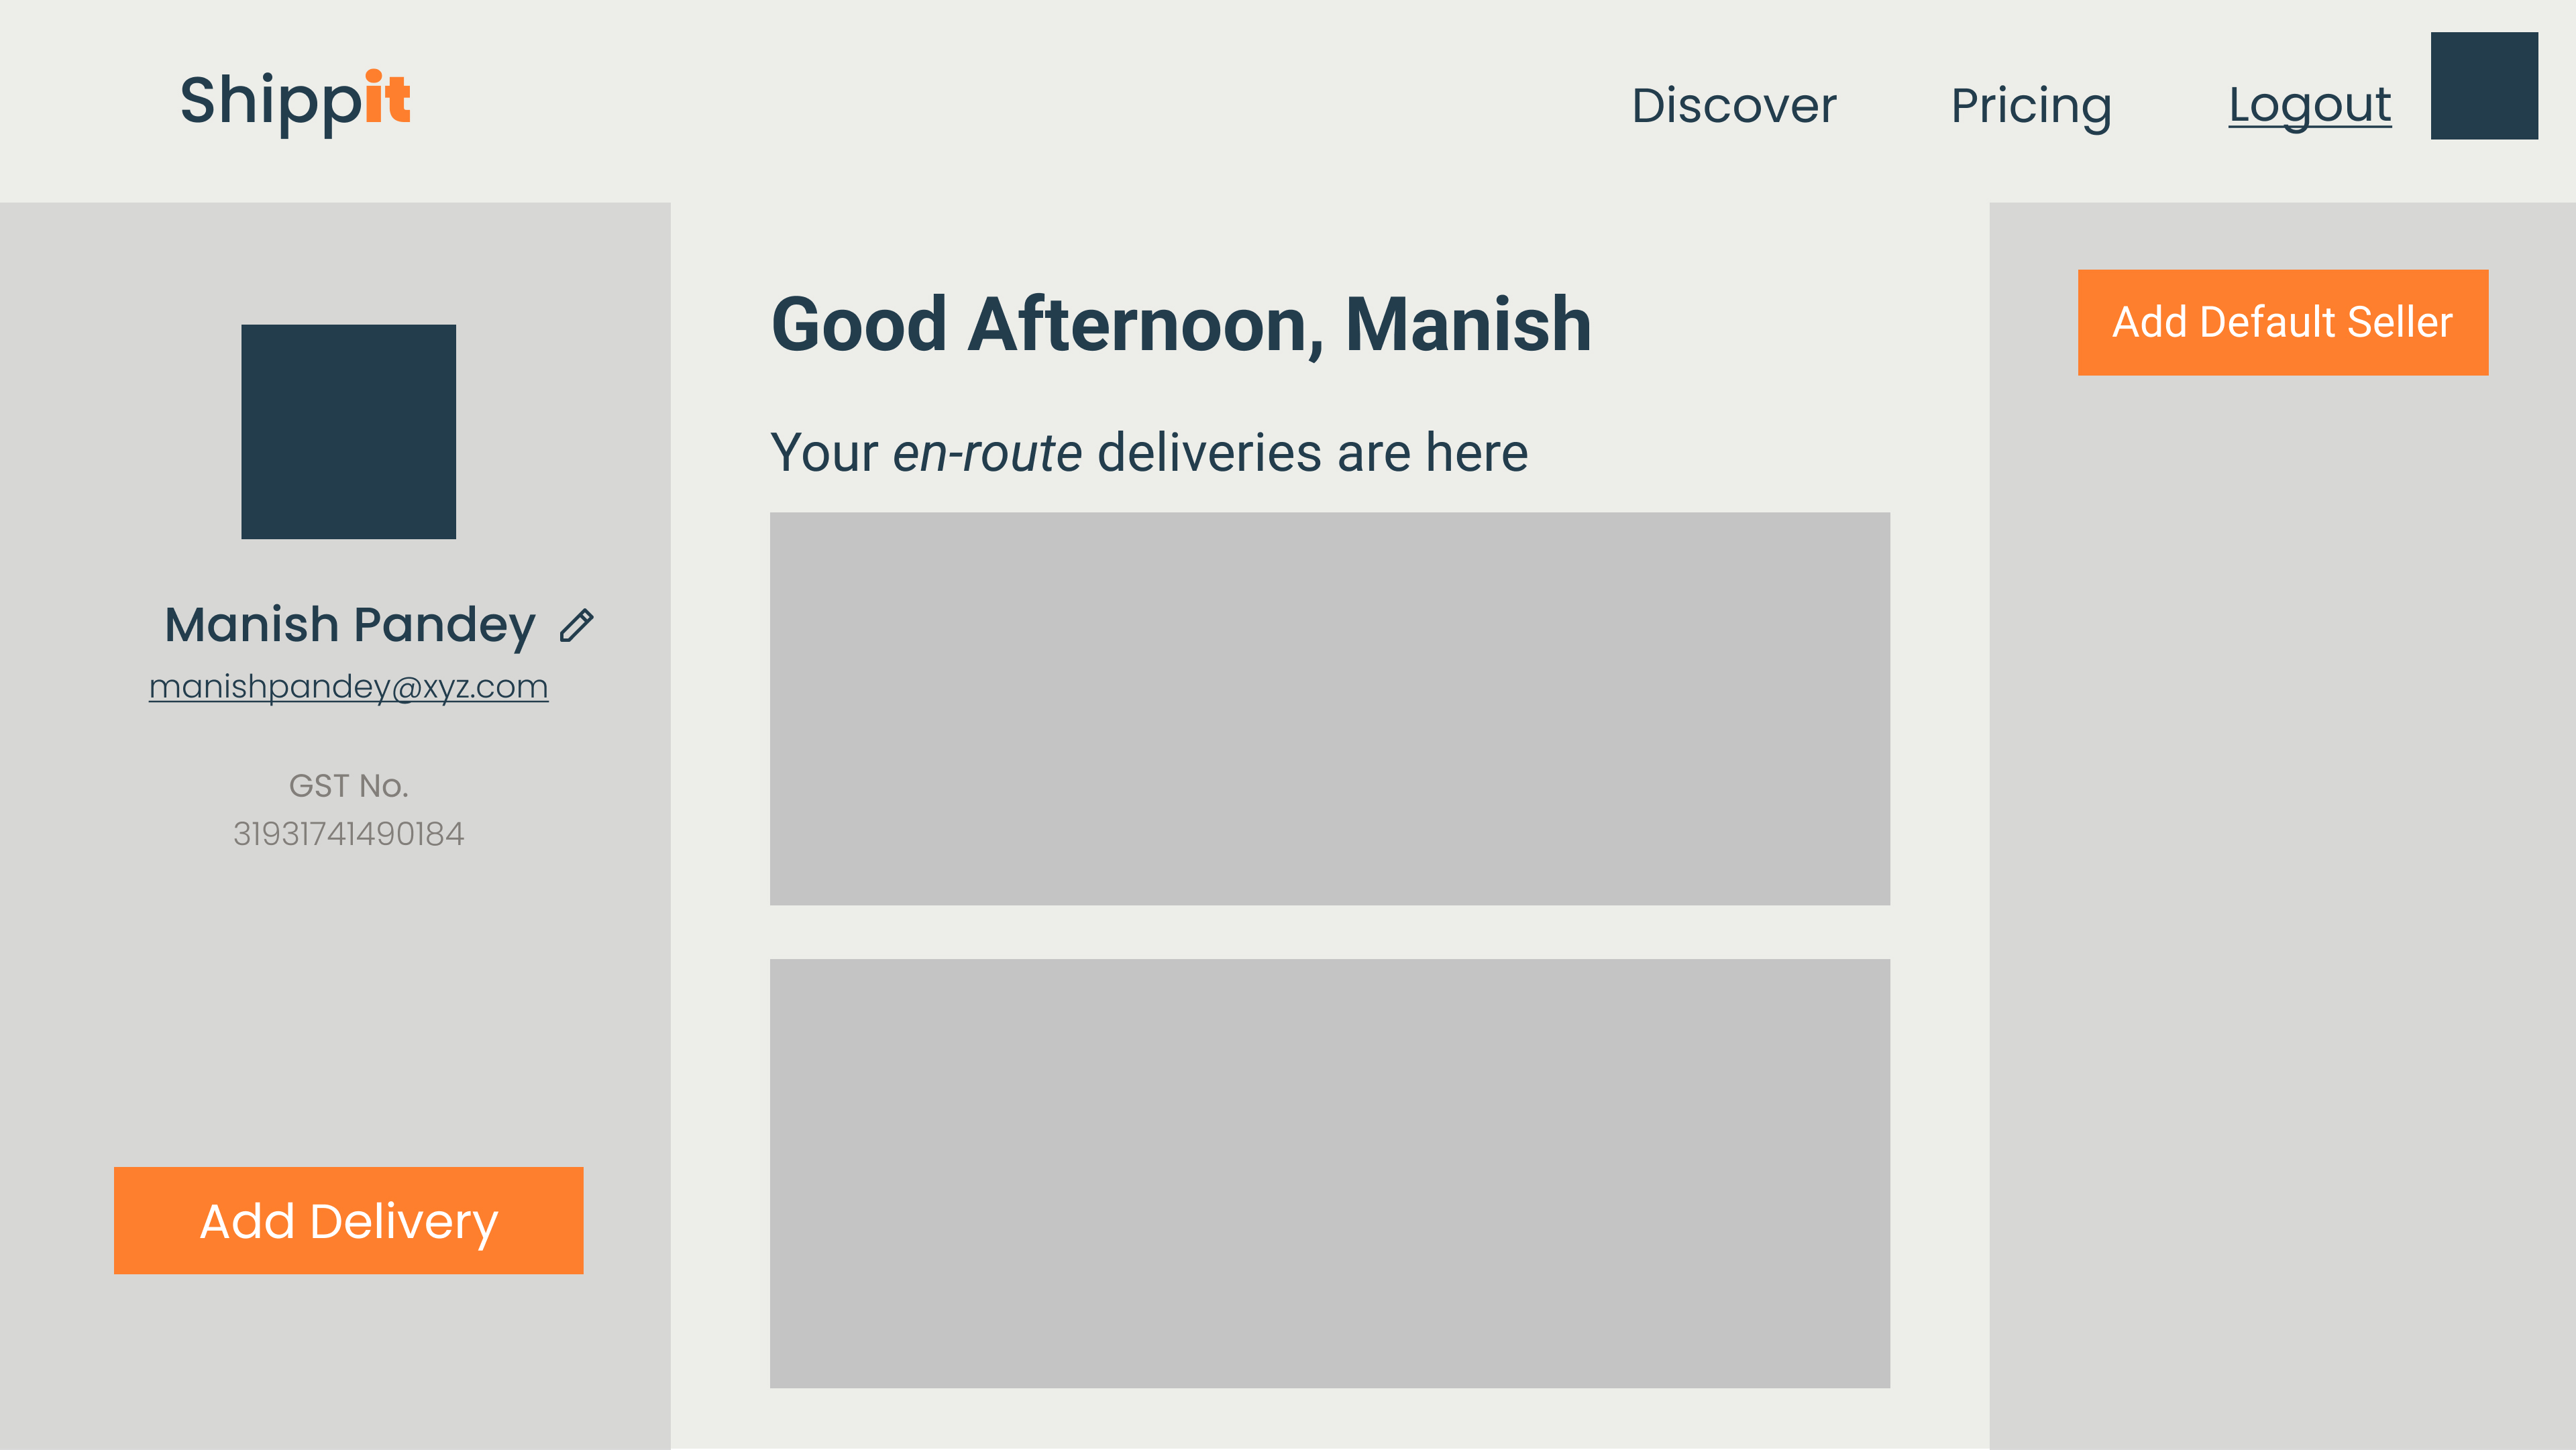 Shippit
Discover Pricing Logout
Manish Pandey
manishpandey@xyz.com
GST No.
31931741490184
Add Delivery
Good Afternoon, Manish
Your en-route deliveries are here
Add Default Seller